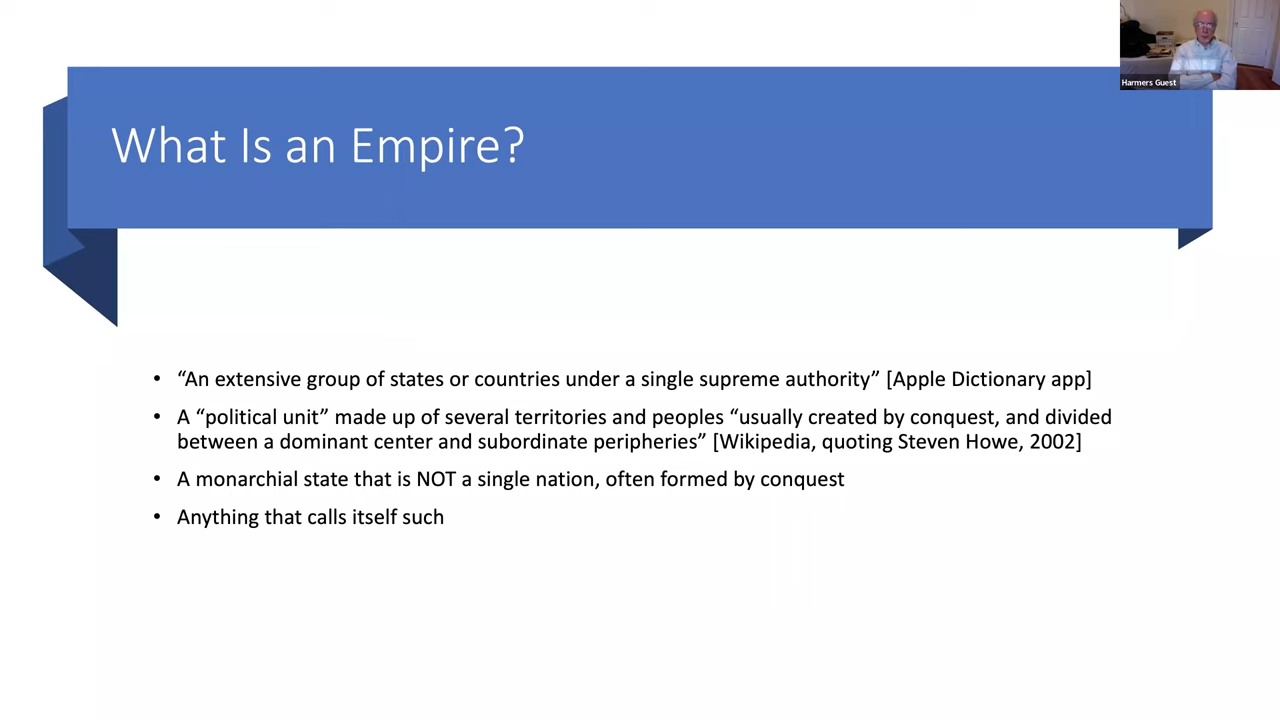 Harmers Guest
What Is an Empire?
• “An extensive group of states or countries under a single supreme authority” [Apple Dictionary app]
• A “political unit” made up of several territories and peoples “usually created by conquest, and divided
between a dominant center and subordinate peripheries” [Wikipedia, quoting Steven Howe, 2002]
• A monarchial state that is NOT a single nation, often formed by conquest
• Anything that calls itself such